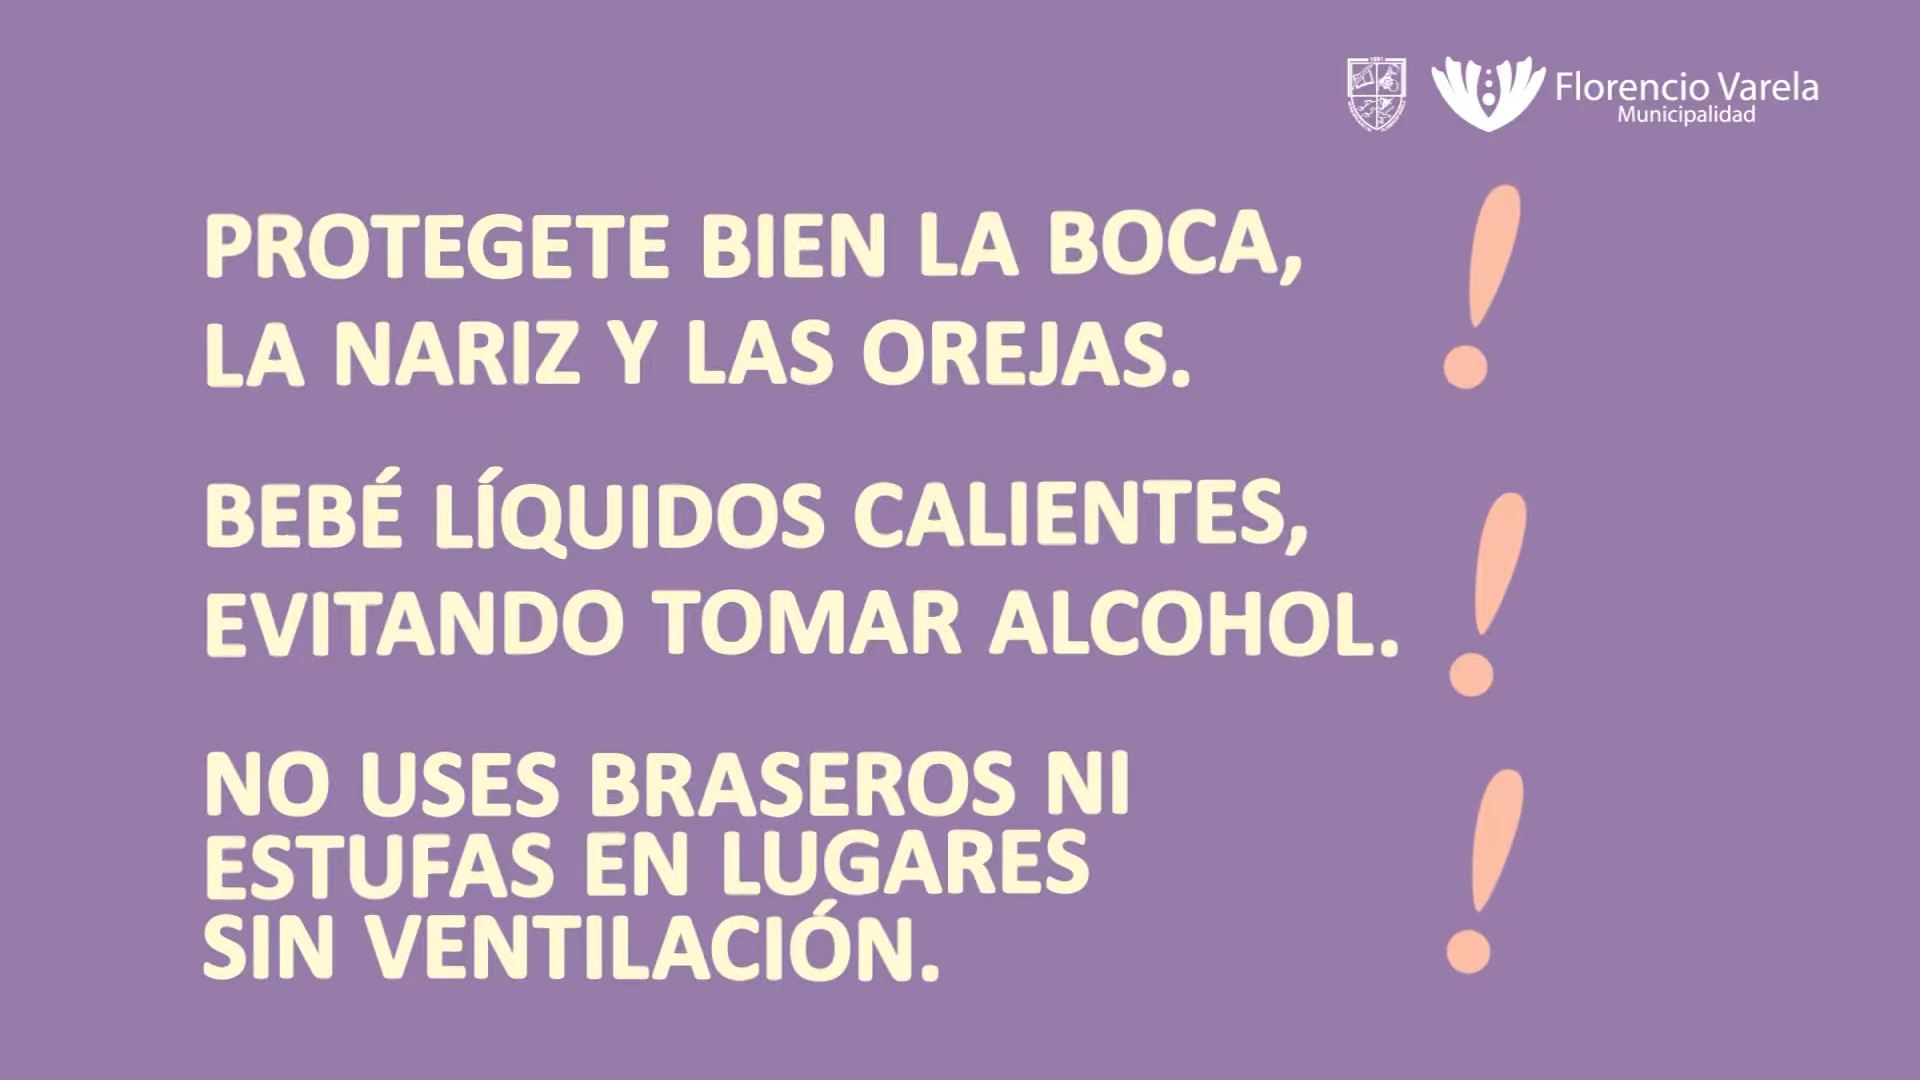 1891
Florencio Varela
Municipalidad
PROTEGETE BIEN LA BOCA,
LA NARIZ Y LAS OREJAS.
BEBÉ LÍQUIDOS CALIENTES,
EVITANDO TOMAR ALCOHOL.
NO USES BRASEROS NI
ESTUFAS EN LUGARES
SIN VENTILACIÓN.